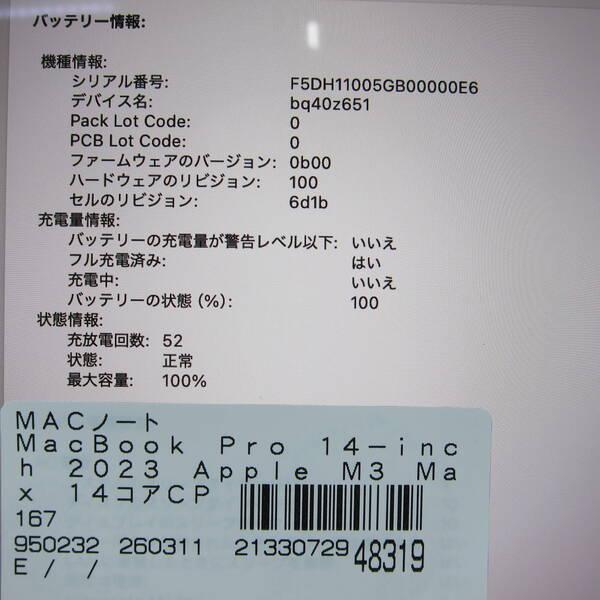 バッテリー情報:
機種情報:
シリアル番号: F5DH11005GB00000E6
デバイス名: bq40z651
Pack Lot Code: 0
PCB Lot Code: 0
ファームウェアのバージョン: 0b00
ハードウェアのリビジョン: 100
セルのリビジョン: 6d1b
充電量情報:
バッテリーの充電量が警告レベル以下: いいえ
フル充電済み: はい
充電中: いいえ
バッテリーの状態（%）: 100
状態情報:
充放電回数: 52
状態: 正常
最大容量: 100%
MACノート
MacBook Pro 14-inc
h 2023 Apple M3 Ma
x 14コアCP
167
950232 260311 2133072948319
E / /